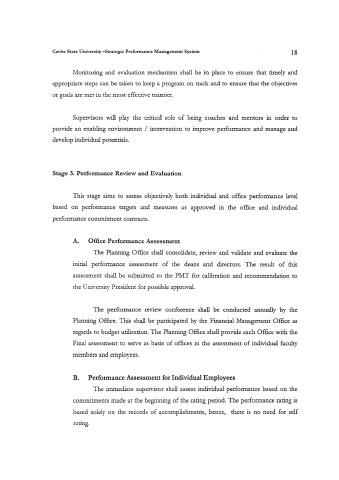 Cavite State University –Strategic Performance Management System 18
Monitoring and evaluation mechanism shall be in place to ensure that timely and
appropriate steps can be taken to keep a program on track and to ensure that the objectives
or goals are met in the most effective manner.
Supervisors will play the critical role of being coaches and mentors in order to
provide an enabling environment / intervention to improve performance and manage and
develop individual potentials.
Stage 3. Performance Review and Evaluation
This stage aims to assess objectively both individual and office performance level
based on performance targets and measures as approved in the office and individual
performance commitment contracts.
A. Office Performance Assessment
The Planning Office shall consolidate, review and validate and evaluate the
initial performance assessment of the deans and directors. The result of this
assessment shall be submitted to the PMT for calibration and recommendation to
the University President for possible approval.
The performance review conference shall be conducted annually by the
Planning Office. This shall be participated by the Financial Management Office as
regards to budget utilization. The Planning Office shall provide each Office with the
Final assessment to serve as basis of offices in the assessment of individual faculty
members and employees.
B. Performance Assessment for Individual Employees
The immediate supervisor shall assess individual performance based on the
commitments made at the beginning of the rating period. The performance rating is
based solely on the records of accomplishments, hence, there is no need for self
rating.